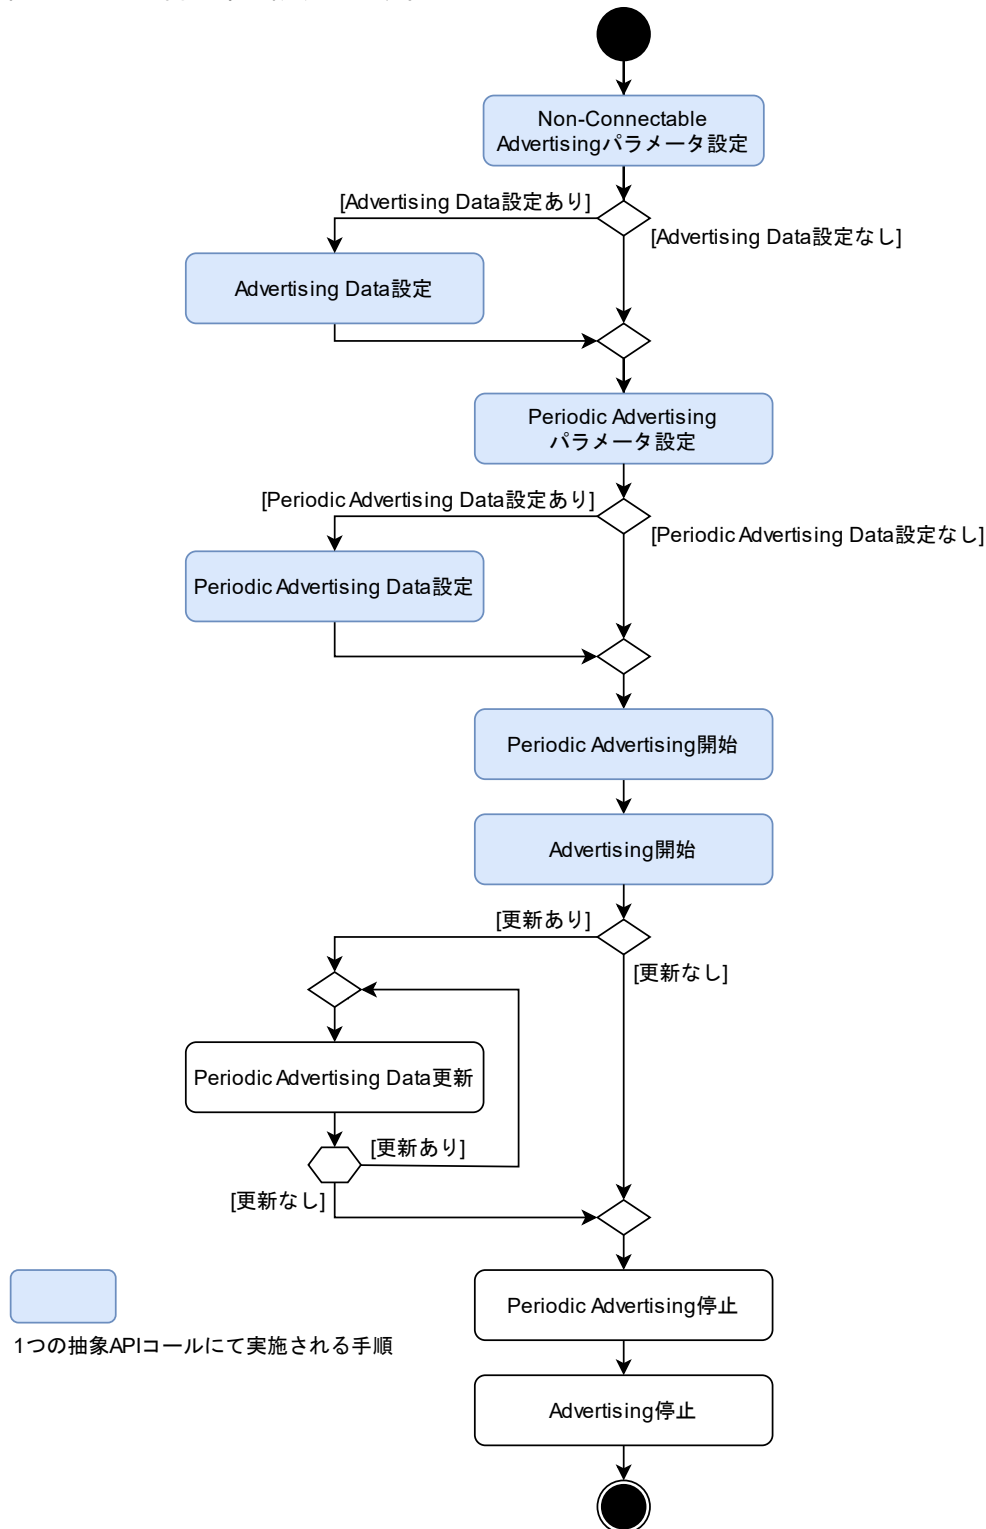 Non-Connectable
Advertisingパラメータ設定
[Advertising Data設定あり]
[Advertising Data設定なし]
Advertising Data設定
Periodic Advertising
パラメータ設定
[Periodic Advertising Data設定あり]
[Periodic Advertising Data設定なし]
Periodic Advertising Data設定
Periodic Advertising開始
Advertising開始
[更新あり]
[更新なし]
Periodic Advertising Data更新
[更新あり]
[更新なし]
Periodic Advertising停止
1つの抽象APIコールにて実施される手順
Advertising停止